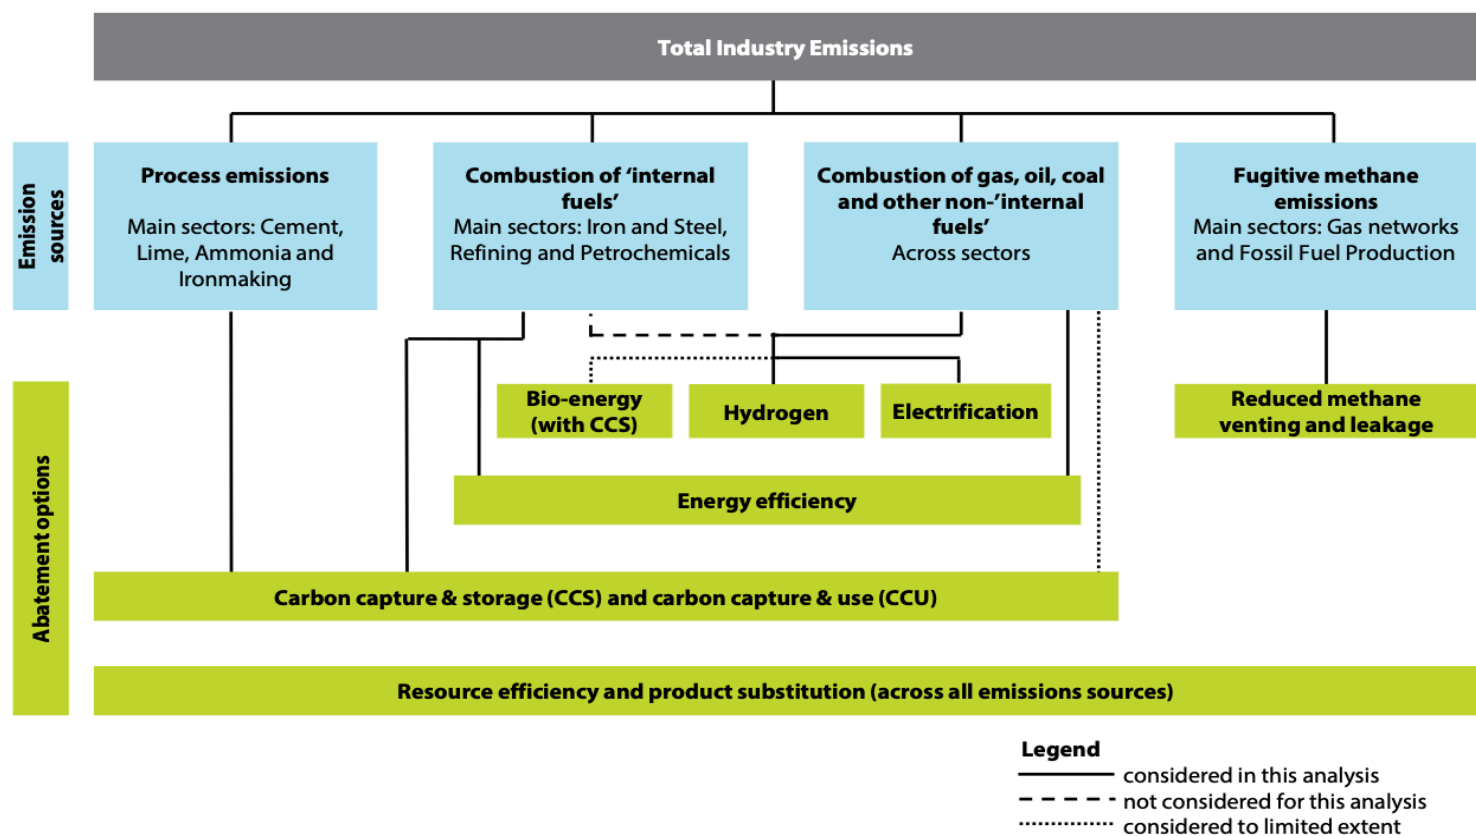 Total Industry Emissions
Emission
sources
Process emissions
Main sectors: Cement,
Lime, Ammonia and
Ironmaking
Combustion of ‘internal
fuels’
Main sectors: Iron and Steel,
Refining and Petrochemicals
Combustion of gas, oil, coal
and other non-’internal
fuels’
Across sectors
Fugitive methane
emissions
Main sectors: Gas networks
and Fossil Fuel Production
Abatement options
Bio-energy
(with CCS)
Hydrogen
Electrification
Reduced methane
venting and leakage
Energy efficiency
Carbon capture & storage (CCS) and carbon capture & use (CCU)
Resource efficiency and product substitution (across all emissions sources)
Legend
considered in this analysis
not considered for this analysis
considered to limited extent